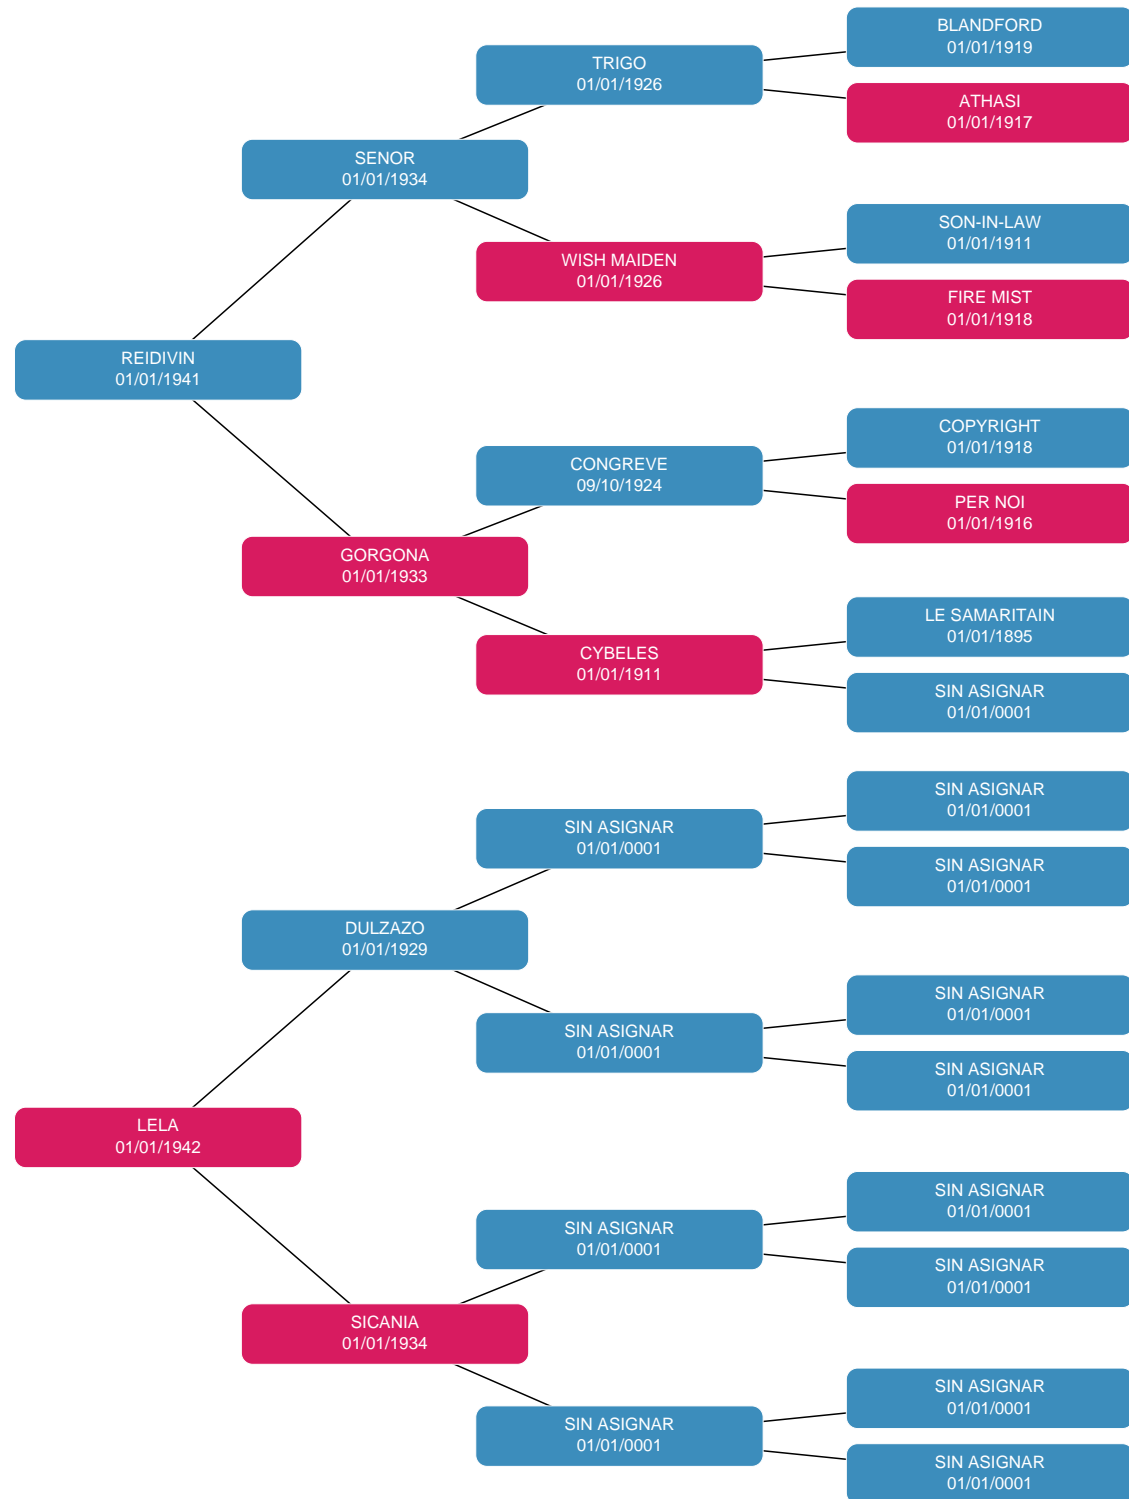 BLANDFORD
01/01/1919
TRIGO
01/01/1926
ATHASI
01/01/1917
SENOR
01/01/1934
SON-IN-LAW
01/01/1911
WISH MAIDEN
01/01/1926
FIRE MIST
01/01/1918
REIDIVIN
01/01/1941
COPYRIGHT
01/01/1918
CONGREVE
09/10/1924
PER NOI
01/01/1916
GORGONA
01/01/1933
LE SAMARITAIN
01/01/1895
CYBELES
01/01/1911
SIN ASIGNAR
01/01/0001
SIN ASIGNAR
01/01/0001
SIN ASIGNAR
01/01/0001
SIN ASIGNAR
01/01/0001
DULZAZO
01/01/1929
SIN ASIGNAR
01/01/0001
SIN ASIGNAR
01/01/0001
SIN ASIGNAR
01/01/0001
LELA
01/01/1942
SIN ASIGNAR
01/01/0001
SIN ASIGNAR
01/01/0001
SIN ASIGNAR
01/01/0001
SICANIA
01/01/1934
SIN ASIGNAR
01/01/0001
SIN ASIGNAR
01/01/0001
SIN ASIGNAR
01/01/0001